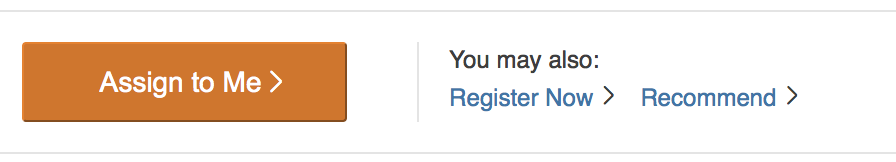 Assign to Me
You may also:
Register Now
Recommend